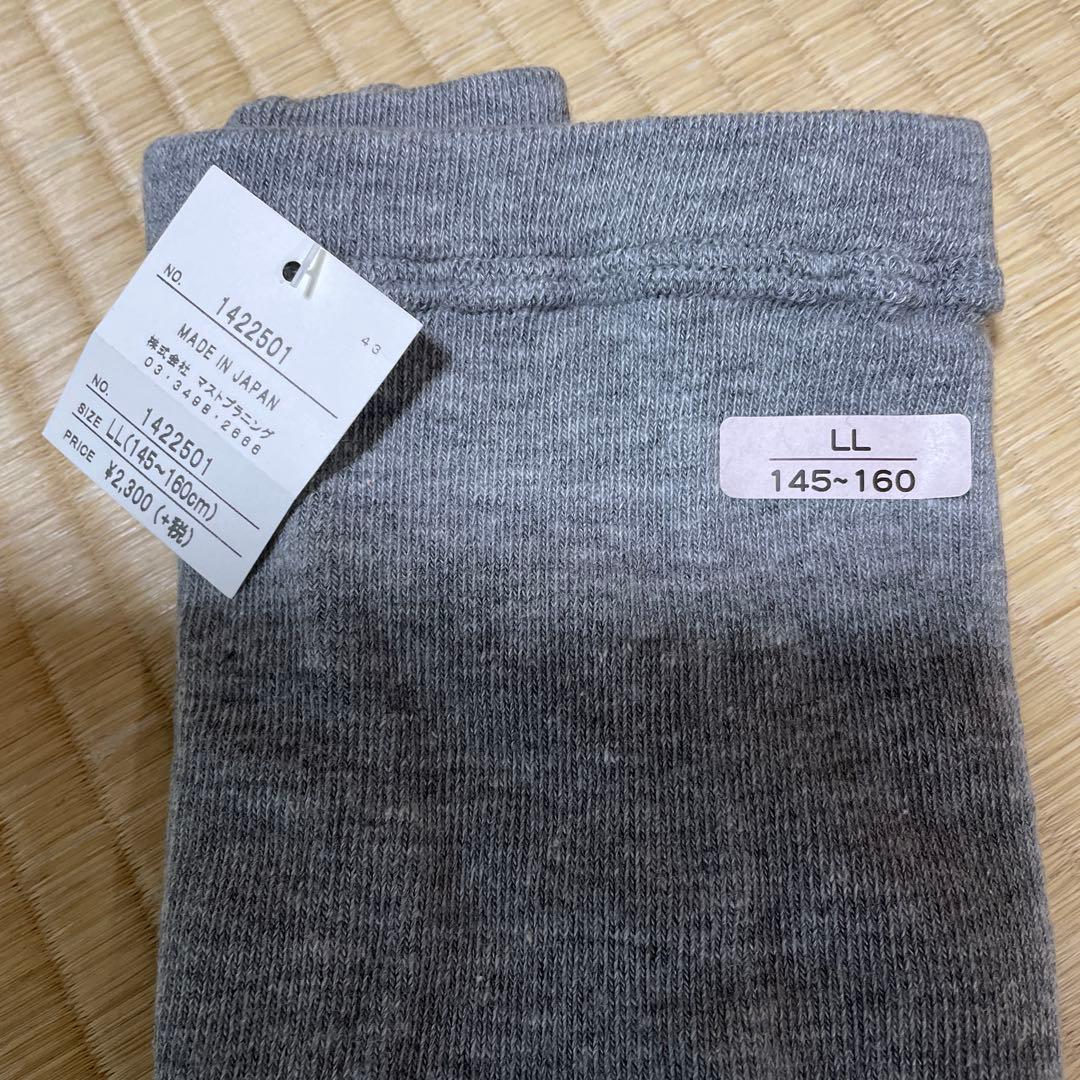 NO. 1422501
43
MADE IN JAPAN
株式会社 マストプラニング
03・3498・2666
NO. 1422501
SIZE LL(145~160cm)
PRICE ¥2,300(+税)
LL
145~160